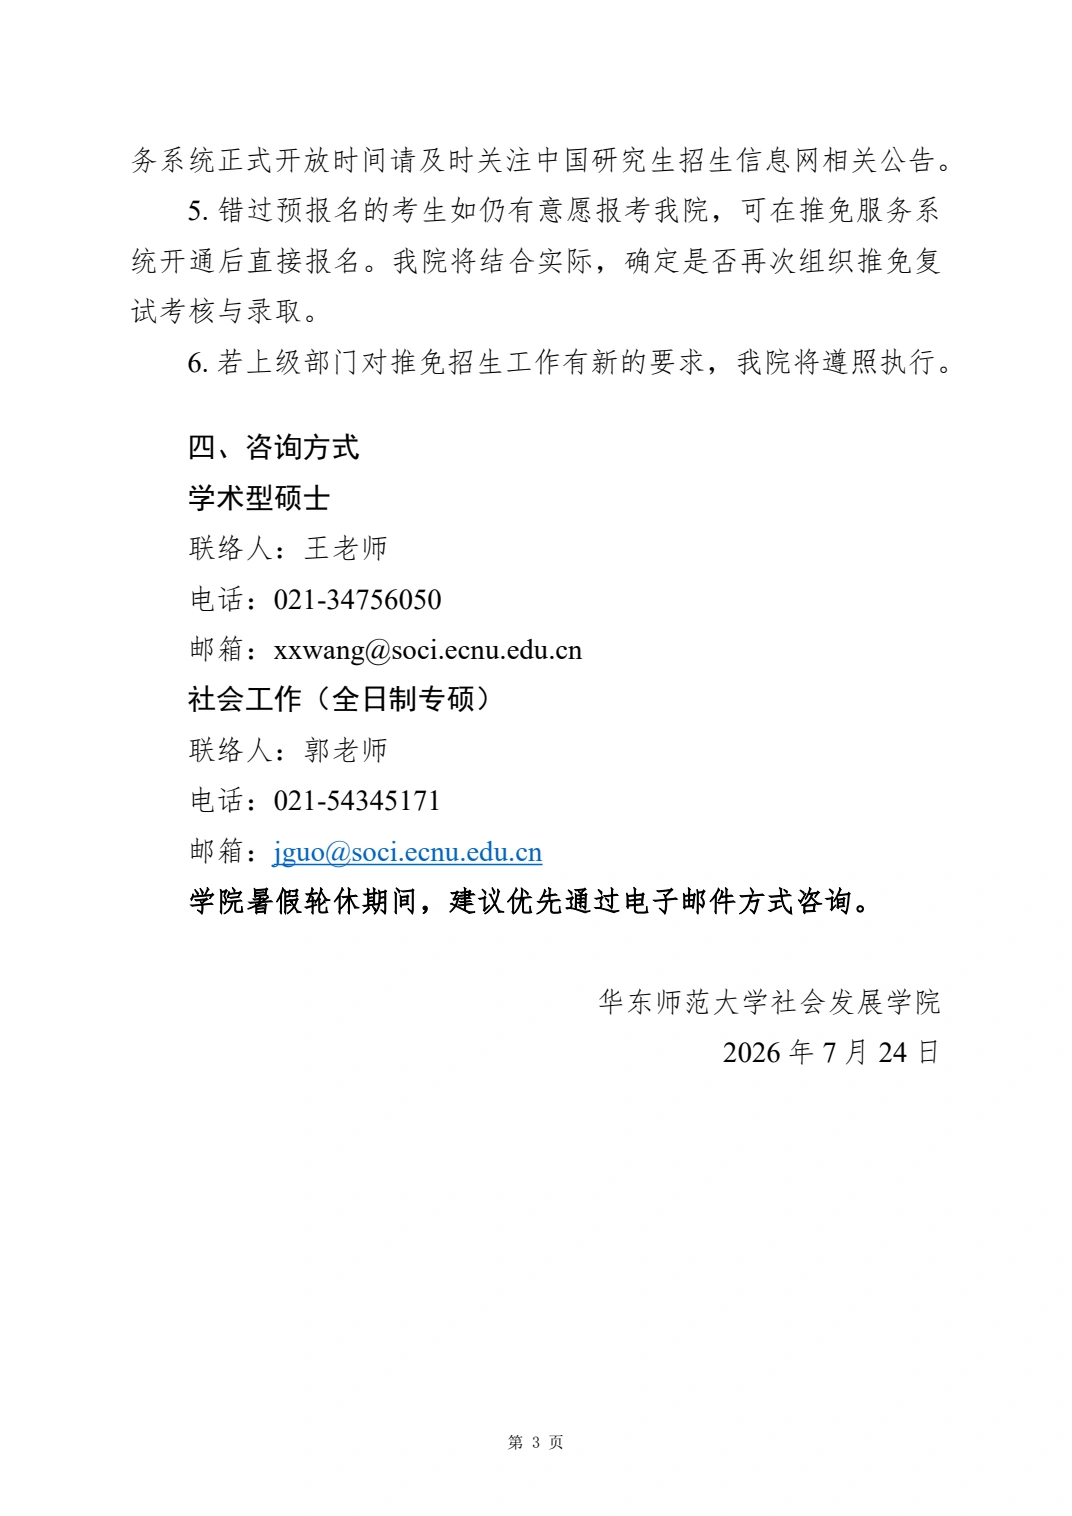 务系统正式开放时间请及时关注中国研究生招生信息网相关公告。
5. 错过预报名的考生如仍有意愿报考我院，可在推免服务系
统开通后直接报名。我院将结合实际，确定是否再次组织推免复
试考核与录取。
6. 若上级部门对推免招生工作有新的要求，我院将遵照执行。
四、咨询方式
学术型硕士
联络人：王老师
电话：021-34756050
邮箱：xxwang@soci.ecnu.edu.cn
社会工作（全日制专硕）
联络人：郭老师
电话：021-54345171
邮箱：jguo@soci.ecnu.edu.cn
学院暑假轮休期间，建议优先通过电子邮件方式咨询。
华东师范大学社会发展学院
2026 年 7 月 24 日
第 3 页